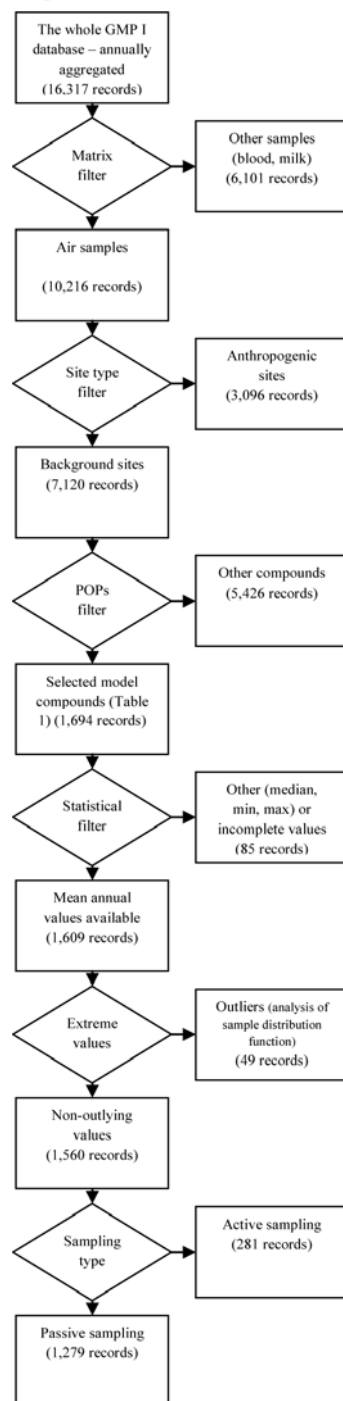 The whole GMP I
database – annually
aggregated
(16,317 records)
Matrix
filter
Other samples
(blood, milk)
(6,101 records)
Air samples
(10,216 records)
Site type
filter
Anthropogenic
sites
(3,096 records)
Background sites
(7,120 records)
POPs
filter
Other compounds
(5,426 records)
Selected model
compounds (Table
1) (1,694 records)
Statistical
filter
Other (median,
min, max) or
incomplete values
(85 records)
Mean annual
values available
(1,609 records)
Extreme
values
Outliers (analysis of
sample distribution
function)
(49 records)
Non-outlying
values
(1,560 records)
Sampling
type
Active sampling
(281 records)
Passive sampling
(1,279 records)